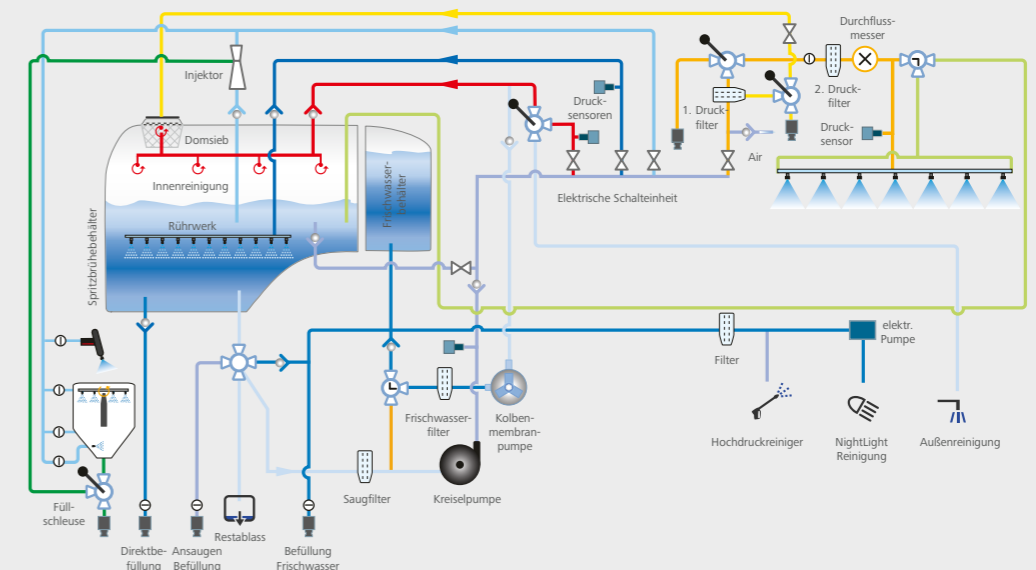 Durchfluss-
messer
Injektor
Domsieb
Innenreinigung
Rührwerk
Spritzbrühebehälter
Frischwasser-
behälter
Druck-
sensoren
1. Druck-
filter
2. Druck-
filter
Druck-
sensor
Air
Elektrische Schalteinheit
elektr.
Pumpe
Filter
Frischwasser-
filter
Kolben-
membran-
pumpe
Hochdruckreiniger
NightLight
Reinigung
Außenreinigung
Saugfilter
Kreiselpumpe
Füll-
schleuse
Restablass
Direktbe-
füllung
Ansaugen
Befüllung
Befüllung
Frischwasser